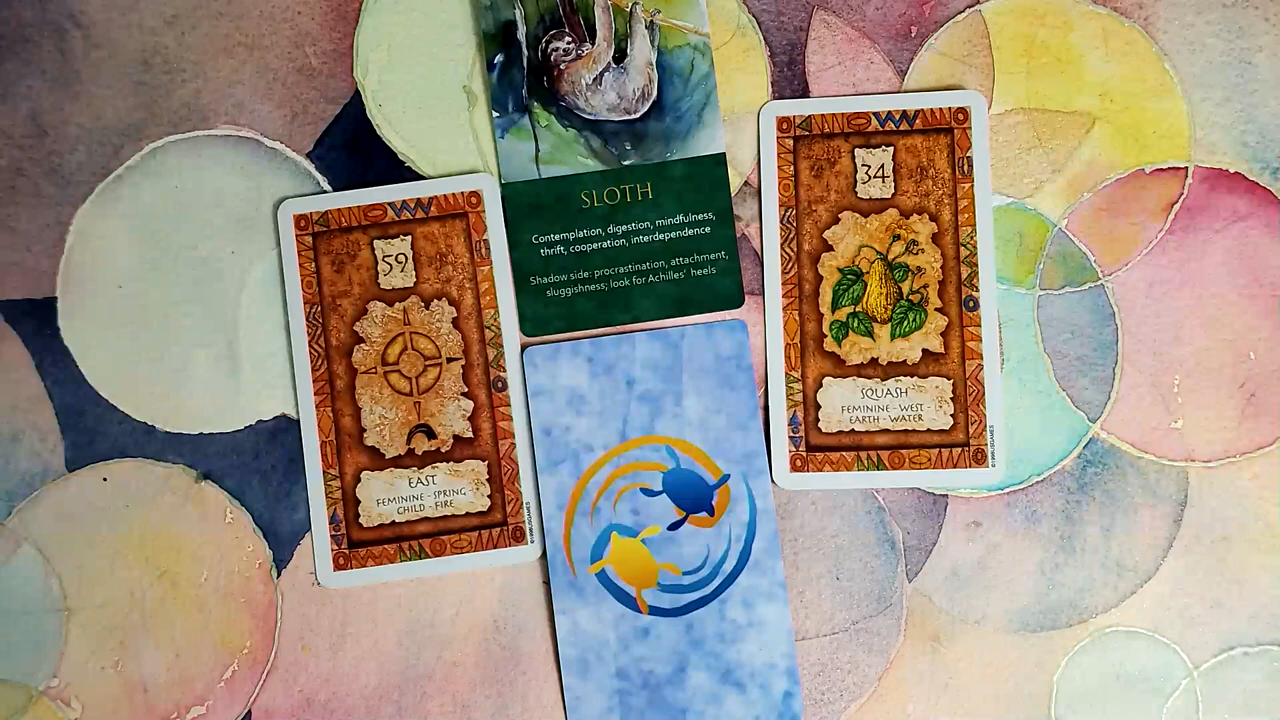 SLOTH
Contemplation, digestion, mindfulness,
thrift, cooperation, interdependence
Shadow side: procrastination, attachment,
sluggishness; look for Achilles' heels
59
EAST
FEMININE - SPRING -
CHILD - FIRE
34
SQUASH
FEMININE - WEST -
EARTH - WATER